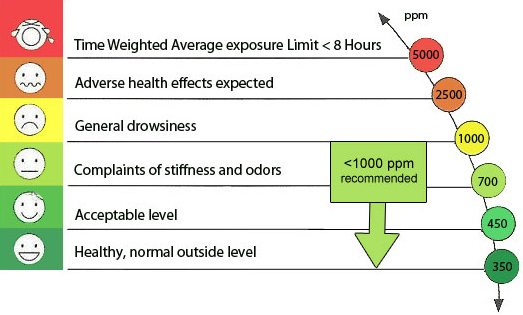 ppm
Time Weighted Average exposure Limit < 8 Hours
5000
Adverse health effects expected
2500
General drowsiness
1000
<1000 ppm
recommended
Complaints of stiffness and odors
700
Acceptable level
450
Healthy, normal outside level
350